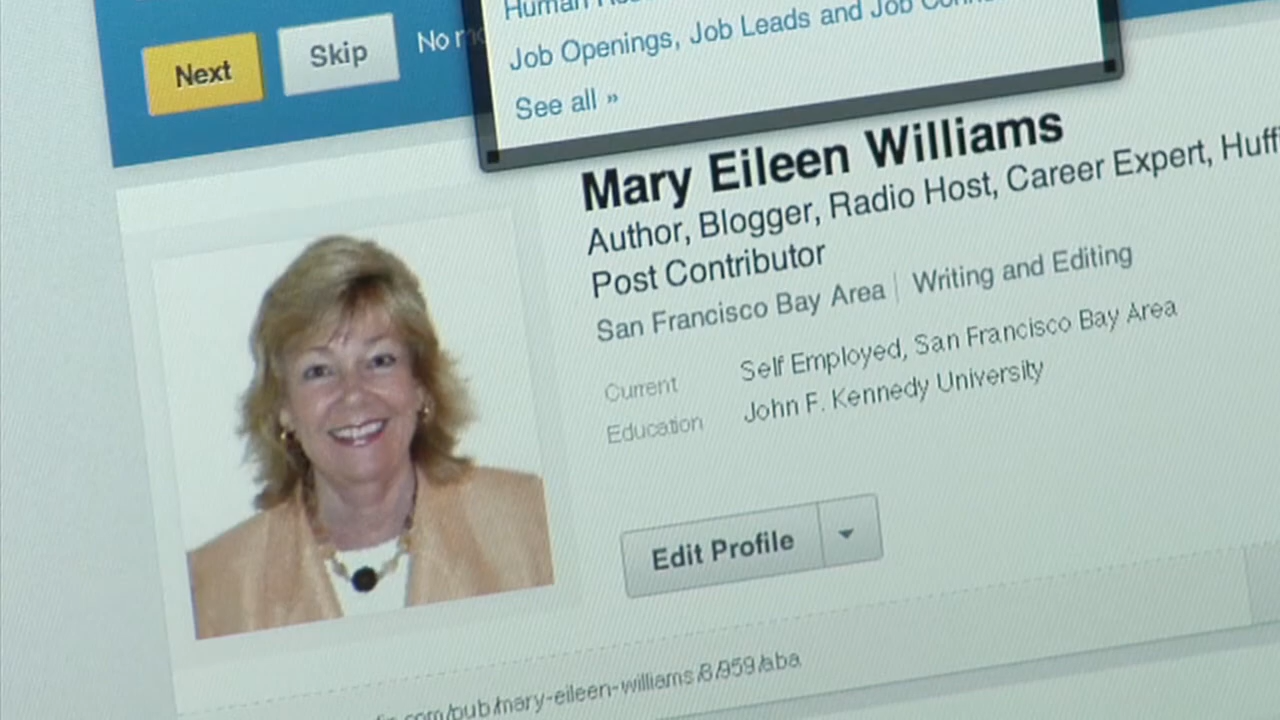 Human
Job Openings, Job Leads and Job
See all »
Next
Skip
No
Mary Eileen Williams
Author, Blogger, Radio Host, Career Expert, Huff
Post Contributor
San Francisco Bay Area | Writing and Editing
Current Self Employed, San Francisco Bay Area
Education John F. Kennedy University
Edit Profile
.com/pub/mary-eileen-williams/8/959/aba